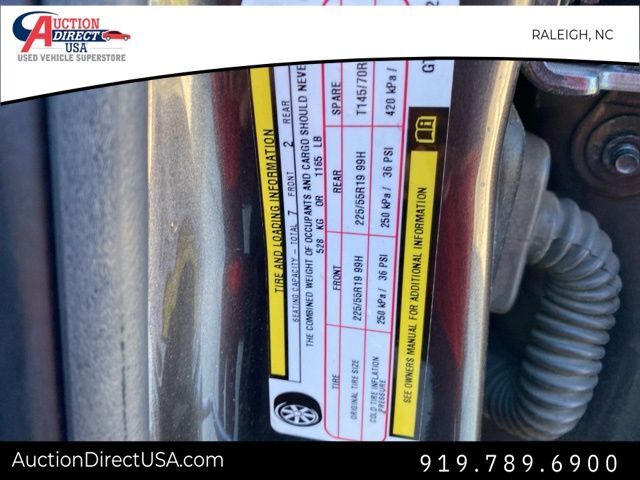 AUCTION
DIRECT
USA
USED VEHICLE SUPERSTORE
RALEIGH, NC
TIRE AND LOADING INFORMATION
SEATING CAPACITY - TOTAL 7 FRONT 2 REAR
THE COMBINED WEIGHT OF OCCUPANTS AND CARGO SHOULD NEVE
528 KG OR 1165 LB
TIRE FRONT REAR SPARE
ORIGINAL TIRE SIZE 225/55R19 99H 225/55R19 99H T145/70R
COLD TIRE INFLATION PRESSURE 250 kPa / 36 PSI 250 kPa / 36 PSI 420 kPa /
SEE OWNERS MANUAL FOR ADDITIONAL INFORMATION
AuctionDirectUSA.com
919.789.6900